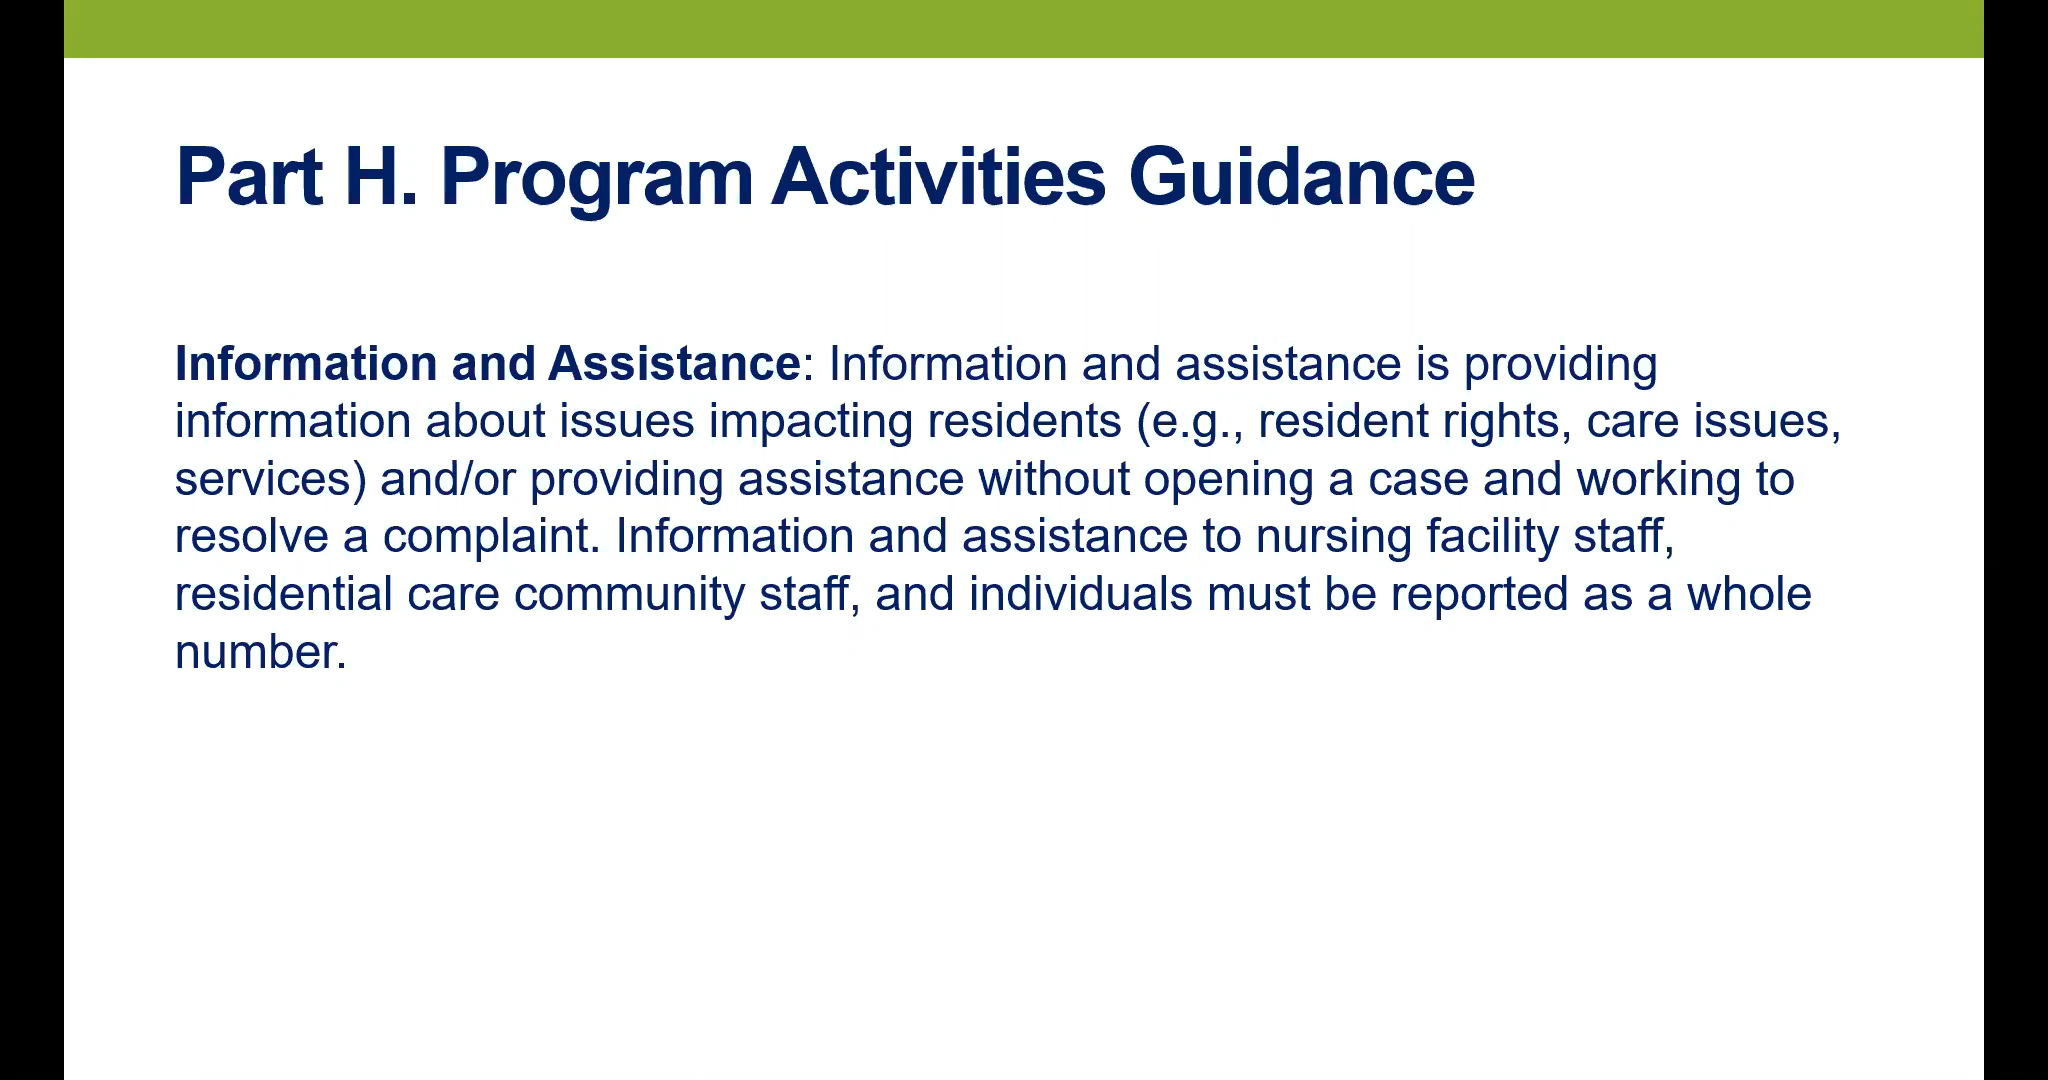 Part H. Program Activities Guidance
Information and Assistance: Information and assistance is providing
information about issues impacting residents (e.g., resident rights, care issues,
services) and/or providing assistance without opening a case and working to
resolve a complaint. Information and assistance to nursing facility staff,
residential care community staff, and individuals must be reported as a whole
number.